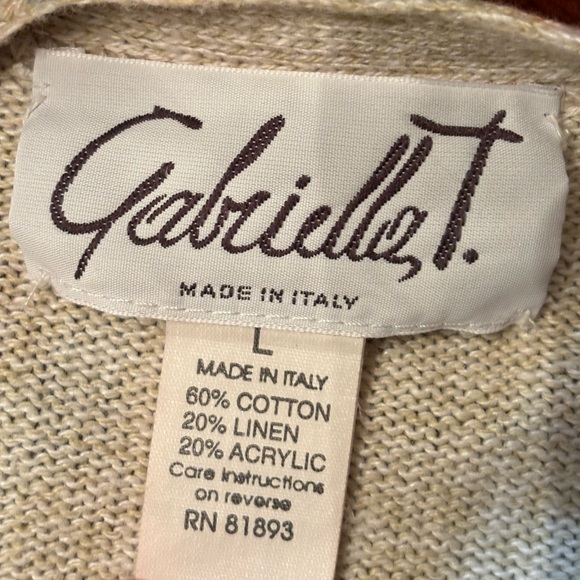 Gabriella, T.
MADE IN ITALY
L
MADE IN ITALY
60% COTTON
20% LINEN
20% ACRYLIC
Care instructions
on reverse
RN 81893